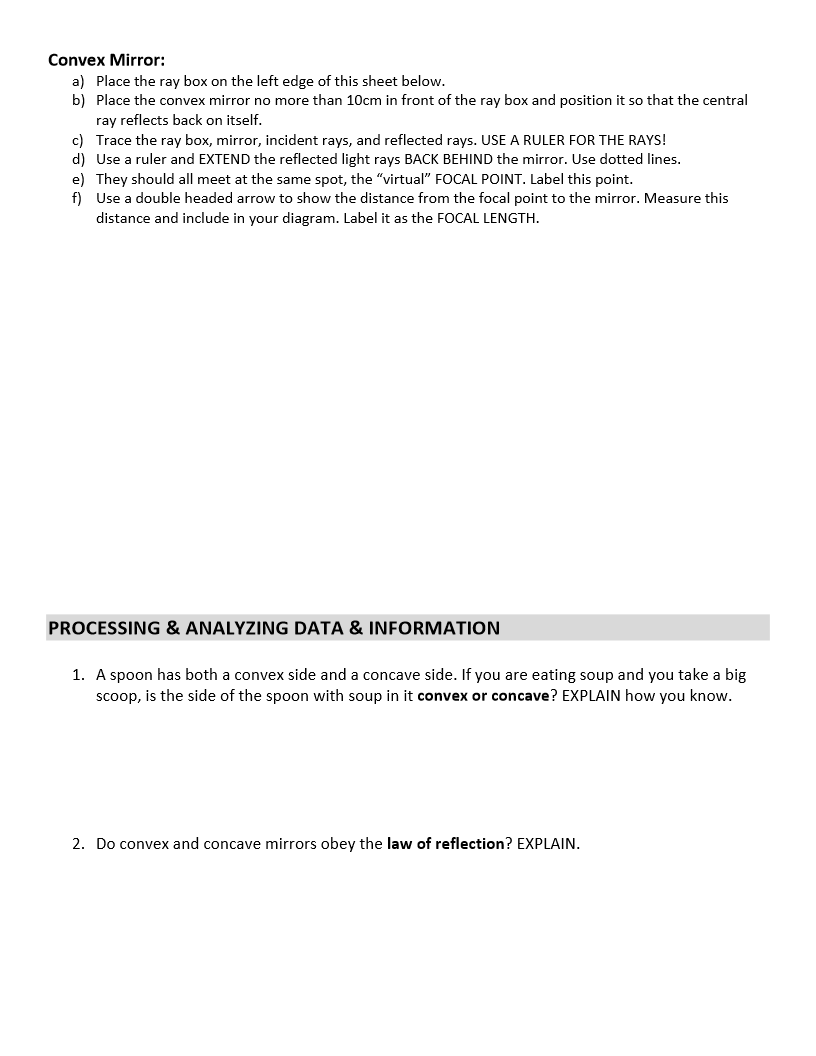 Convex Mirror:
a) Place the ray box on the left edge of this sheet below.
b) Place the convex mirror no more than 10cm in front of the ray box and position it so that the central
ray reflects back on itself.
c) Trace the ray box, mirror, incident rays, and reflected rays. USE A RULER FOR THE RAYS!
d) Use a ruler and EXTEND the reflected light rays BACK BEHIND the mirror. Use dotted lines.
e) They should all meet at the same spot, the “virtual” FOCAL POINT. Label this point.
f) Use a double headed arrow to show the distance from the focal point to the mirror. Measure this
distance and include in your diagram. Label it as the FOCAL LENGTH.
PROCESSING & ANALYZING DATA & INFORMATION
1. A spoon has both a convex side and a concave side. If you are eating soup and you take a big
scoop, is the side of the spoon with soup in it convex or concave? EXPLAIN how you know.
2. Do convex and concave mirrors obey the law of reflection? EXPLAIN.